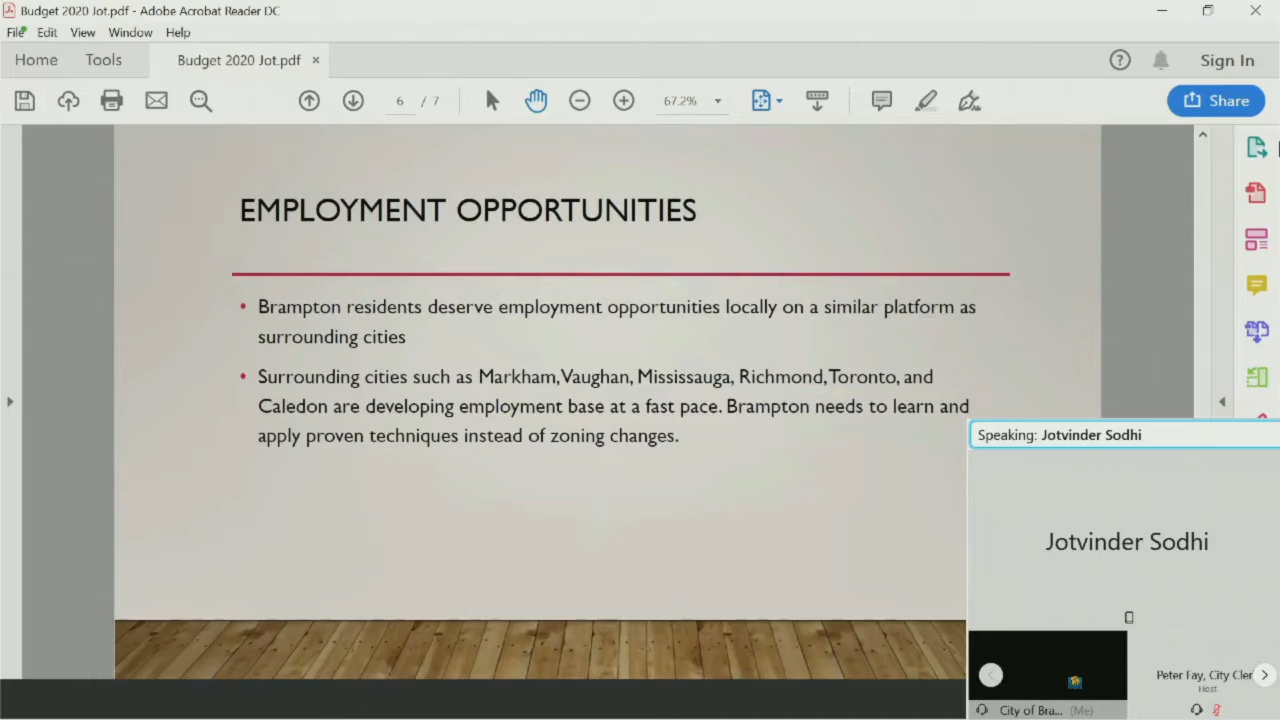 Budget 2020 Jot.pdf - Adobe Acrobat Reader DC
File Edit View Window Help
Home Tools Budget 2020 Jot.pdf × Sign In
6 / 7 67.2% Share
EMPLOYMENT OPPORTUNITIES
• Brampton residents deserve employment opportunities locally on a similar platform as
surrounding cities
• Surrounding cities such as Markham, Vaughan, Mississauga, Richmond, Toronto, and
Caledon are developing employment base at a fast pace. Brampton needs to learn and
apply proven techniques instead of zoning changes.
Speaking: Jotvinder Sodhi
Jotvinder Sodhi
Peter Fay, City Cler
Host
City of Bra... (Me)